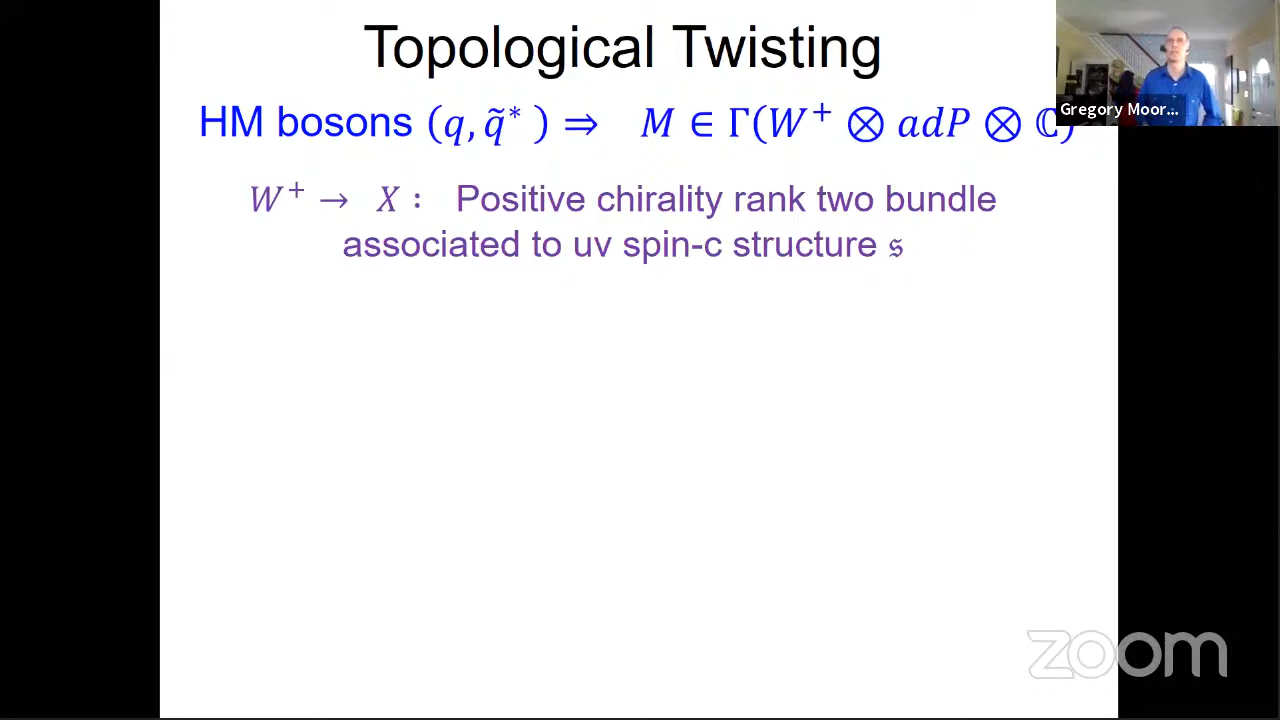 Topological Twisting
HM bosons (q, q̃* ) ⇒ M ∈ Γ(W⁺ ⊗ adP ⊗ ℂ)
W⁺ → X : Positive chirality rank two bundle
associated to uv spin-c structure 𝔰
Gregory Moor...
zoom